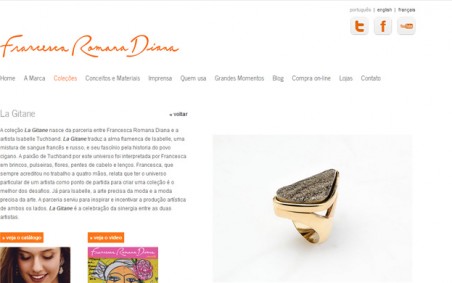 português | english | français
Francesca Romana Diana
Home A Marca Coleções Conceitos e Materiais Imprensa Quem usa Grandes Momentos Blog Compra on-line Lojas Contato
La Gitane
voltar
A coleção La Gitane nasce da parceria entre Francesca Romana Diana e a
artista Isabelle Tuchband. La Gitane traduz a alma flamenca de Isabelle, uma
mistura de sangue francês e russo, e seu fascínio pela história do povo
cigano. A paixão de Tuchband por este universo foi interpretada por Francesca
em brincos, pulseiras, flores, pentes de cabelo e lenços. Francesca, que
sempre acreditou no trabalho a quatro mãos, relata que ter o universo
particular de um artista como ponto de partida para criar uma coleção é o
melhor dos desafios. Já para Isabelle, a arte precisa da moda e a moda
precisa da arte. A parceria serviu para inspirar e incentivar a produção artística
de ambos os lados. La Gitane é a celebração da sinergia entre as duas
artistas.
veja o catálogo veja o vídeo
Francesca Romana Diana